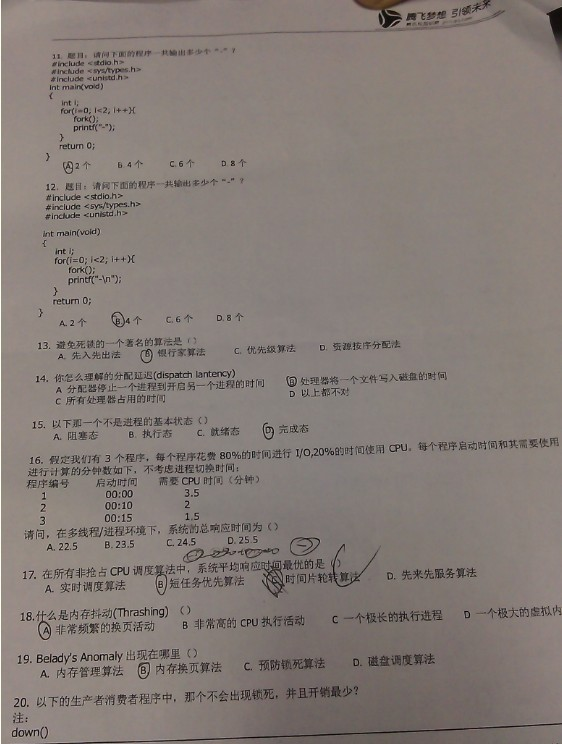 腾飞梦想 引领未来
11. 题目：请问下面的程序一共输出多少个 "-"？
#include <stdio.h>
#include <sys/types.h>
#include <unistd.h>
int main(void)
{
int i;
for(i=0; i<2; i++){
fork();
printf("-");
}
return 0;
}
A 2 个 B. 4 个 C. 6 个 D. 8 个
12. 题目：请问下面的程序一共输出多少个 "-"？
#include <stdio.h>
#include <sys/types.h>
#include <unistd.h>
int main(void)
{
int i;
for(i=0; i<2; i++){
fork();
printf("-\n");
}
return 0;
}
A. 2 个 B 4 个 C. 6 个 D. 8 个
13. 避免死锁的一个著名的算法是（）
A. 先入先出法 B 银行家算法 C. 优先级算法 D. 资源按序分配法
14. 你怎么理解的分配延迟(dispatch lantency)
A 分配器停止一个进程到开启另一个进程的时间 B 处理器将一个文件写入磁盘的时间
C 所有处理器占用的时间 D 以上都不对
15. 以下那一个不是进程的基本状态（）
A. 阻塞态 B. 执行态 C. 就绪态 D 完成态
16. 假定我们有 3 个程序，每个程序花费 80%的时间进行 I/O,20%的时间使用 CPU。每个程序启动时间和其需要使用
进行计算的分钟数如下，不考虑进程切换时间：
程序编号 启动时间 需要 CPU 时间（分钟）
1 00:00 3.5
2 00:10 2
3 00:15 1.5
请问，在多线程/进程环境下，系统的总响应时间为（）
A. 22.5 B. 23.5 C. 24.5 D. 25.5
17. 在所有非抢占 CPU 调度算法中，系统平均响应时间最优的是（）
A. 实时调度算法 B 短任务优先算法 时间片轮转算法 D. 先来先服务算法
18.什么是内存抖动(Thrashing) （）
A 非常频繁的换页活动 B 非常高的 CPU 执行活动 C 一个极长的执行进程 D 一个极大的虚拟内
19. Belady's Anomaly 出现在哪里（）
A. 内存管理算法 B 内存换页算法 C. 预防锁死算法 D. 磁盘调度算法
20. 以下的生产者消费者程序中，那个不会出现锁死，并且开销最少？
注：
down()